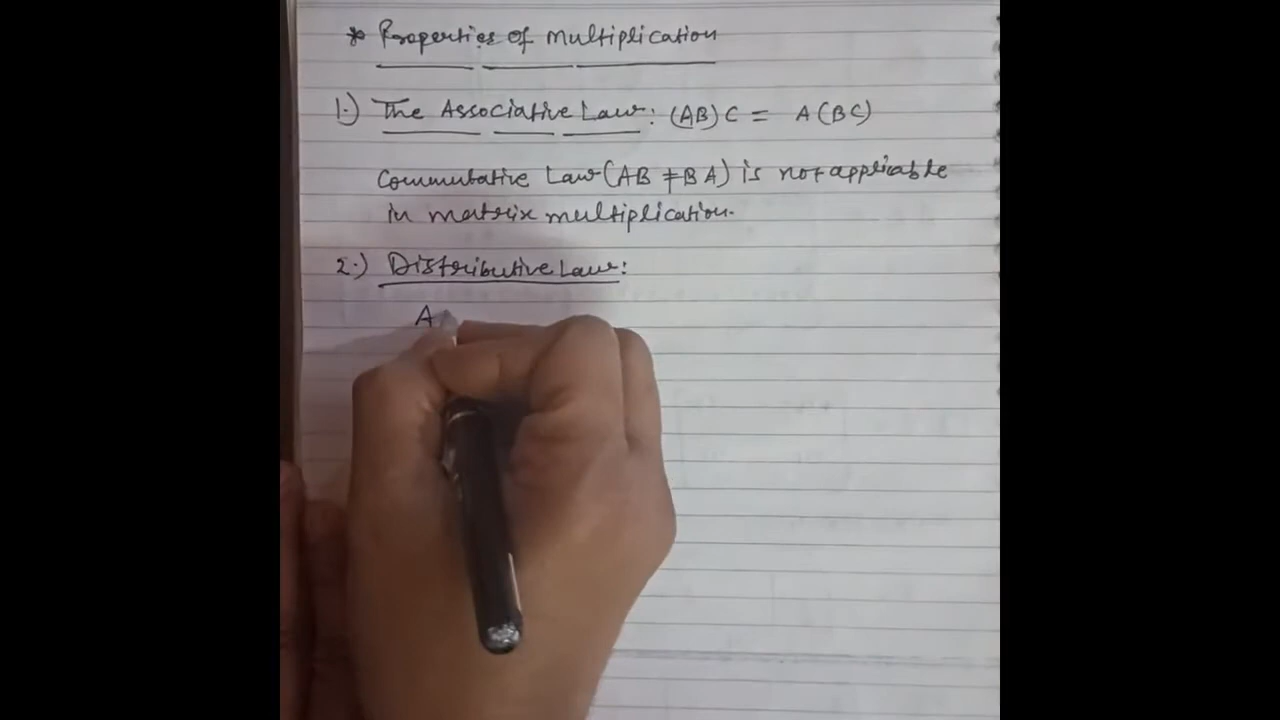 * Properties of multiplication
1.) The Associative Law: (AB) C = A (BC)
Commutative Law (AB ≠ BA) is not applicable
in matrix multiplication.
2.) Distributive Law:
A